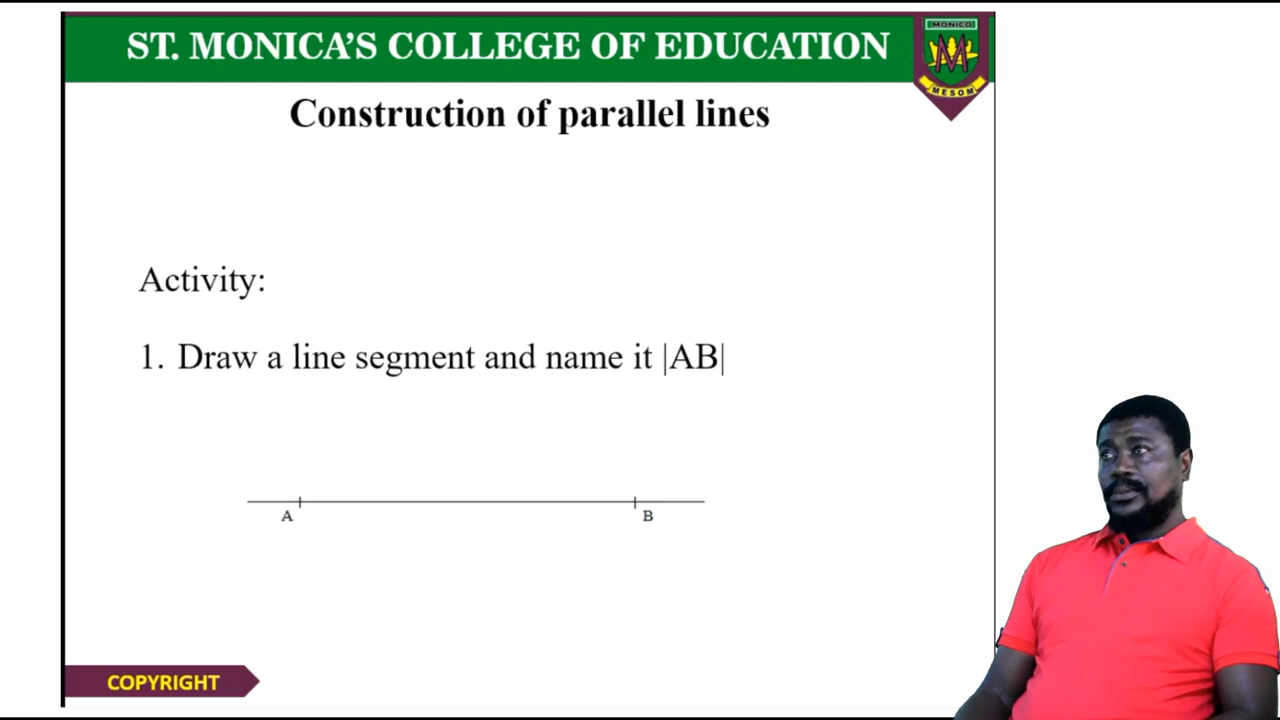 ST. MONICA'S COLLEGE OF EDUCATION
MONICO
M
MESOM
Construction of parallel lines
Activity:
1. Draw a line segment and name it |AB|
A
B
COPYRIGHT